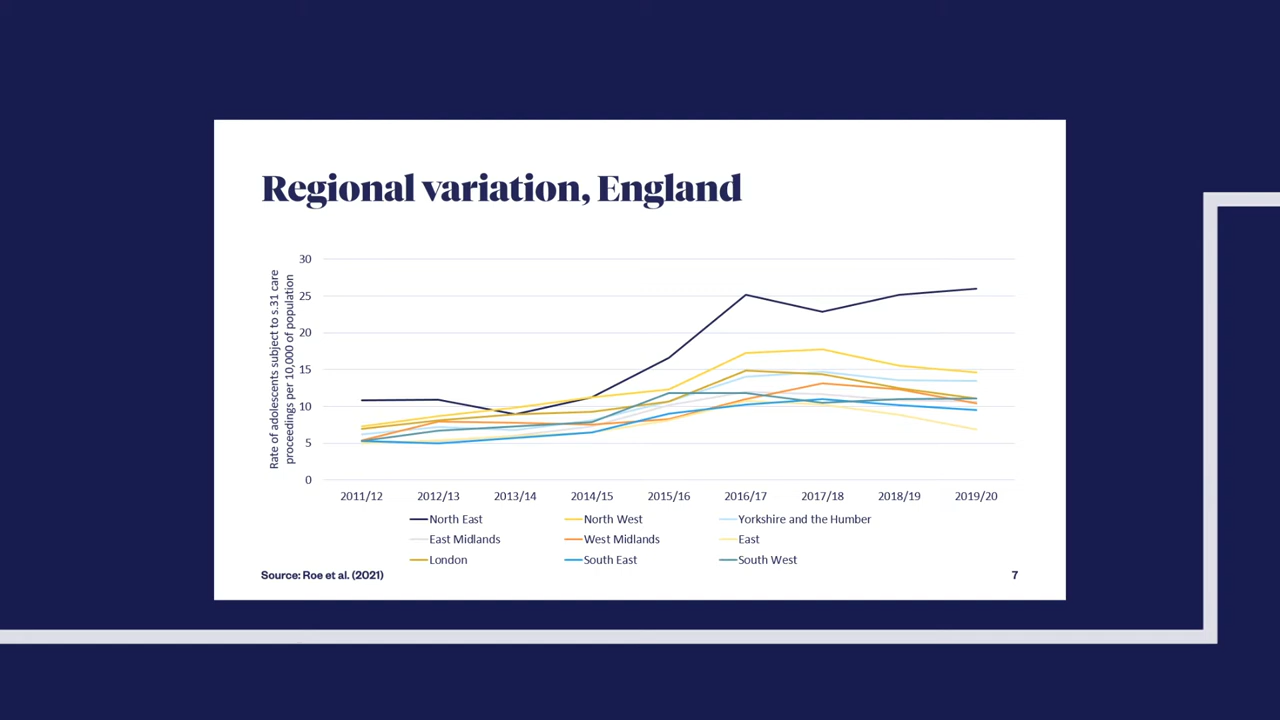 Regional variation, England
Rate of adolescents subject to s.31 care
proceedings per 10,000 of population
30
25
20
15
10
5
0
2011/12 2012/13 2013/14 2014/15 2015/16 2016/17 2017/18 2018/19 2019/20
North East North West Yorkshire and the Humber
East Midlands West Midlands East
London South East South West
Source: Roe et al. (2021) 7